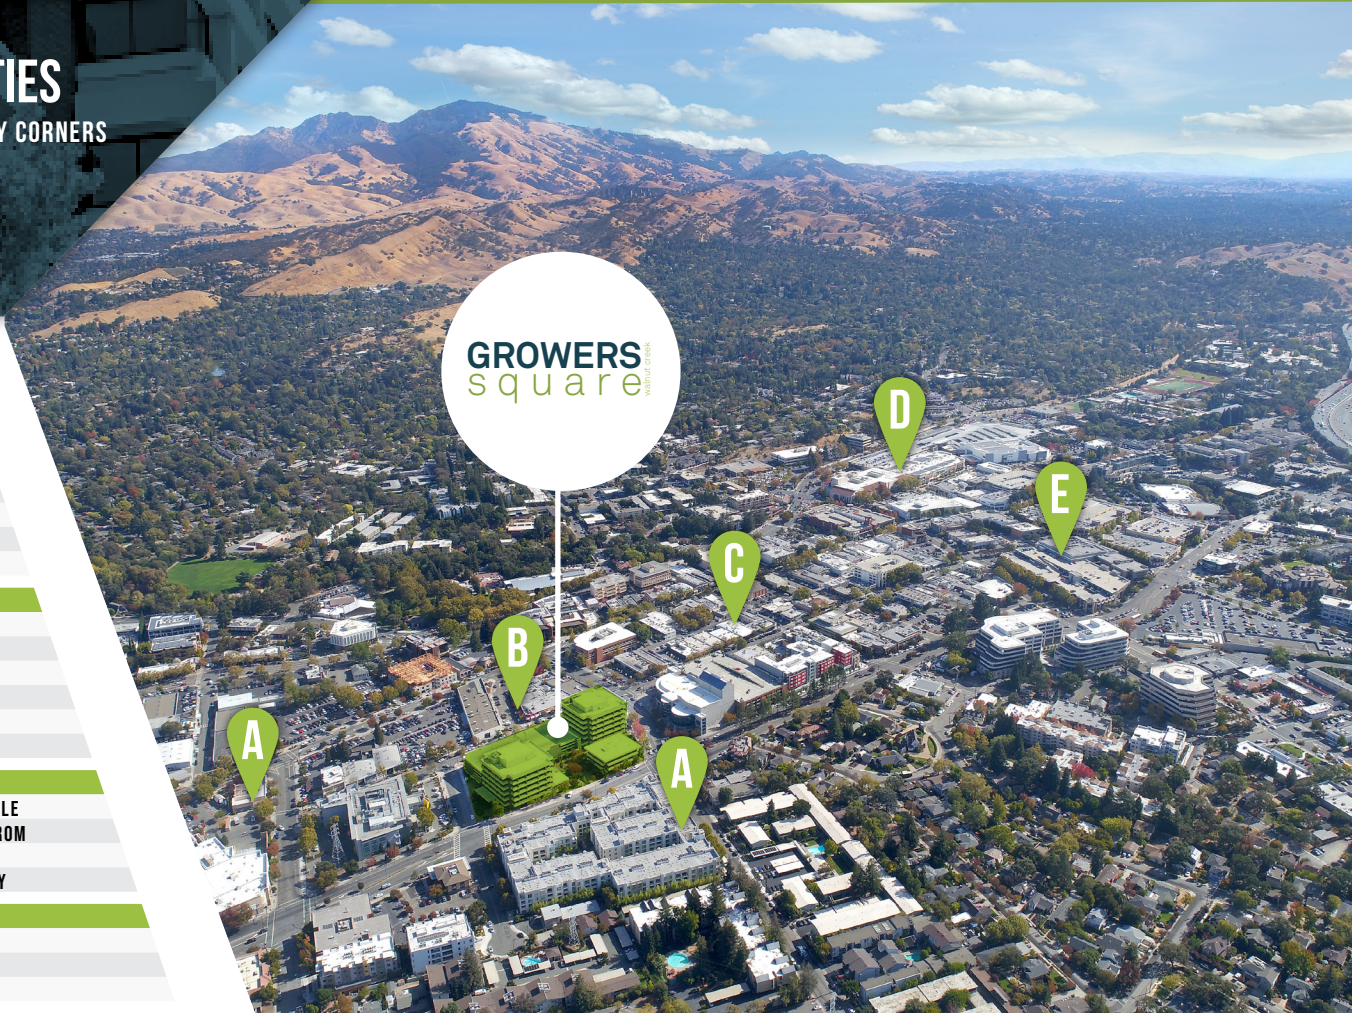 TIES
Y CORNERS
GROWERS
square
walnut creek
D
E
C
B
A
A
LE
ROM
Y